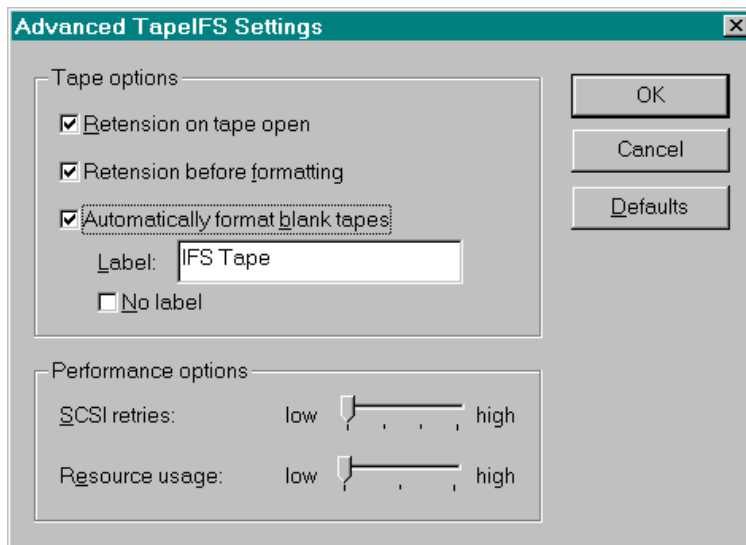 Advanced TapeIFS Settings
Tape options
Retension on tape open
Retension before formatting
Automatically format blank tapes
Label: IFS Tape
No label
OK
Cancel
Defaults
Performance options
SCSI retries: low high
Resource usage: low high